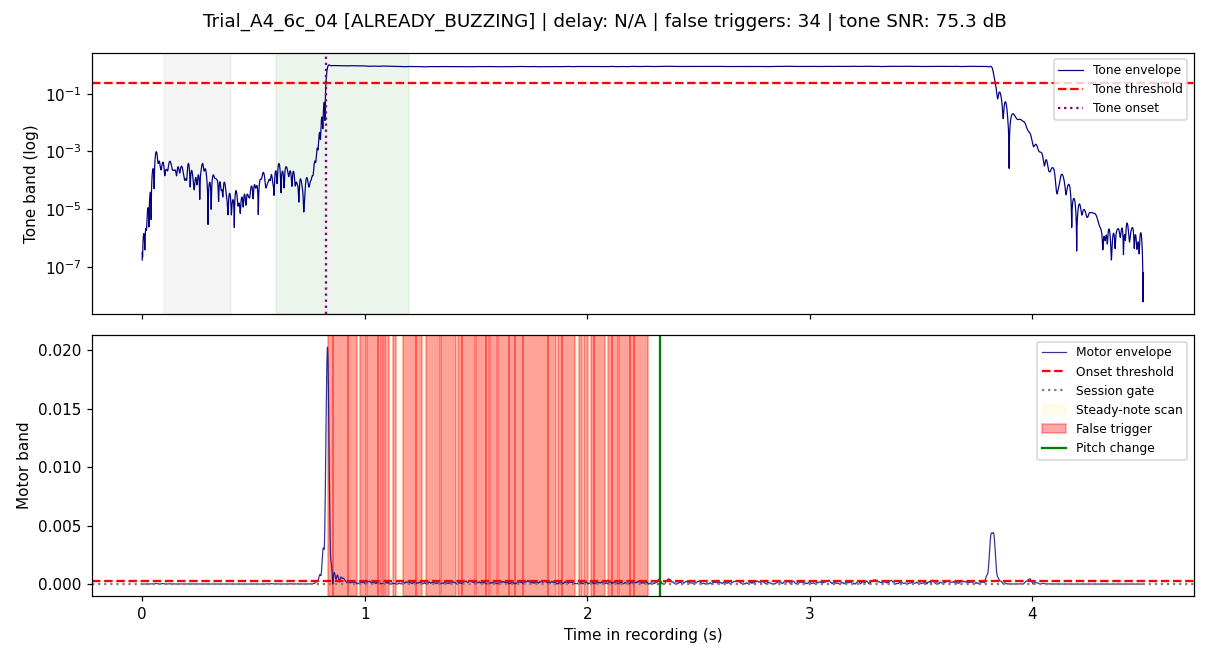 Trial_A4_6c_04 [ALREADY_BUZZING] | delay: N/A | false triggers: 34 | tone SNR: 75.3 dB
Tone band (log)
10⁻¹
10⁻³
10⁻⁵
10⁻⁷
Tone envelope
Tone threshold
Tone onset
Motor band
0.020
0.015
0.010
0.005
0.000
Motor envelope
Onset threshold
Session gate
Steady-note scan
False trigger
Pitch change
0 1 2 3 4
Time in recording (s)